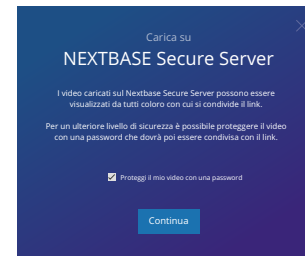 Carica su
NEXTBASE Secure Server
I video caricati sul Nextbase Secure Server possono essere
visualizzati da tutti coloro con cui si condivide il link.
Per un ulteriore livello di sicurezza è possibile proteggere il video
con una password che dovrà poi essere condivisa con il link.
Proteggi il mio video con una password
Continua